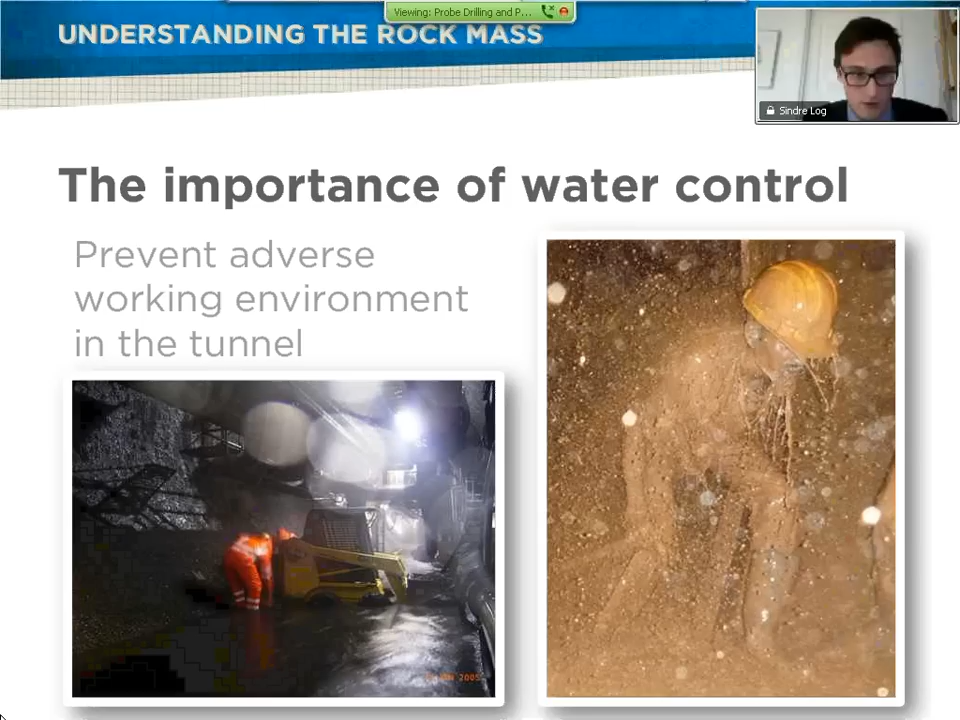 Viewing: Probe Drilling and P...
UNDERSTANDING THE ROCK MASS
Sindre Log
The importance of water control
Prevent adverse
working environment
in the tunnel